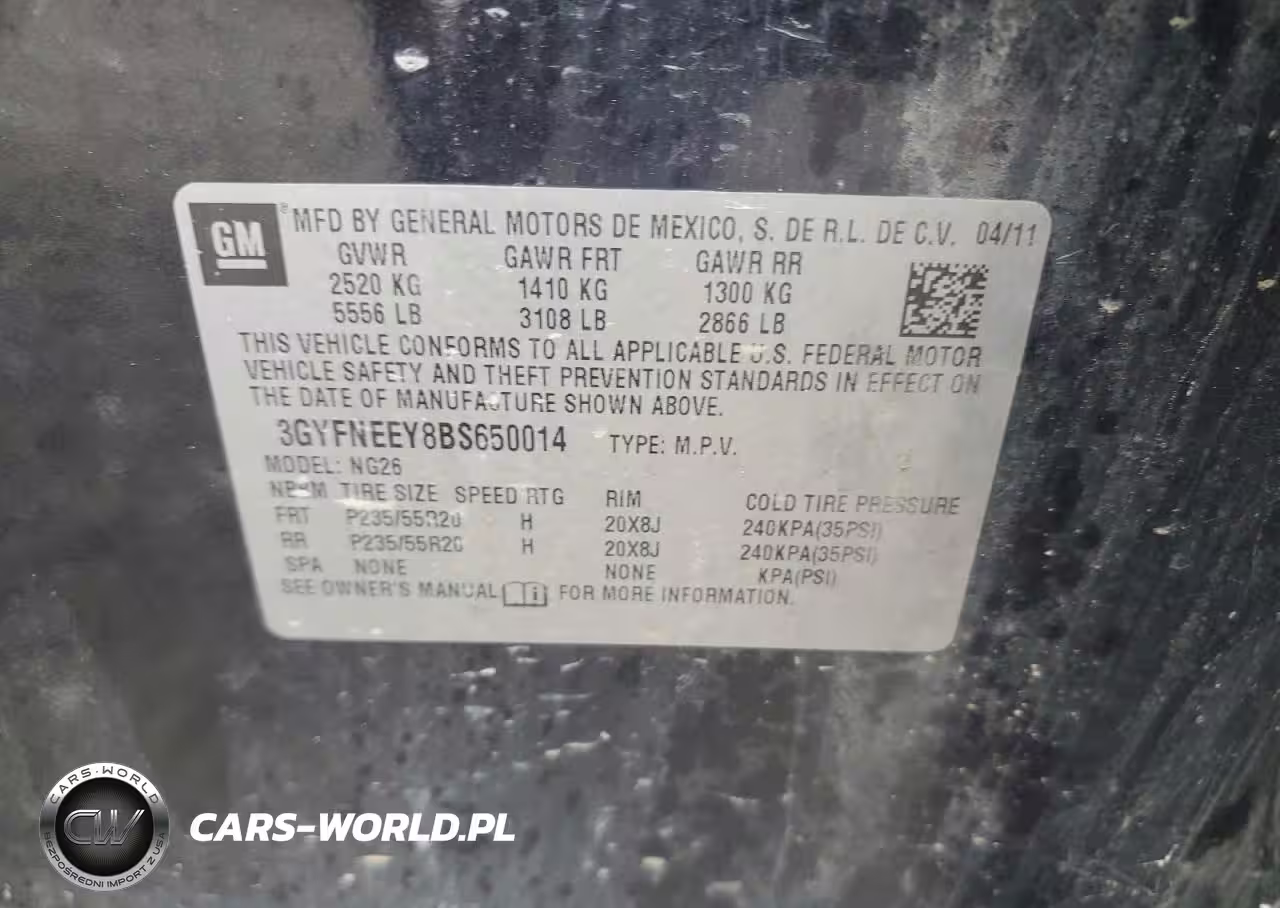 GM
® MFD BY GENERAL MOTORS DE MEXICO, S. DE R.L. DE C.V. 04/11
GVWR GAWR FRT GAWR RR
2520 KG 1410 KG 1300 KG
5556 LB 3108 LB 2866 LB
THIS VEHICLE CONFORMS TO ALL APPLICABLE U.S. FEDERAL MOTOR
VEHICLE SAFETY AND THEFT PREVENTION STANDARDS IN EFFECT ON
THE DATE OF MANUFACTURE SHOWN ABOVE.
3GYFNEEY8BS650014 TYPE: M.P.V.
MODEL: NG26
TIRE SIZE SPEED RTG RIM COLD TIRE PRESSURE
FRT P235/55R20 H 20X8J 240KPA(35PSI)
RR P235/55R20 H 20X8J 240KPA(35PSI)
SPA NONE NONE KPA(PSI)
SEE OWNER'S MANUAL i FOR MORE INFORMATION.
CARS-WORLD
CW
BEZPOŚREDNI IMPORT Z USA
CARS-WORLD.PL